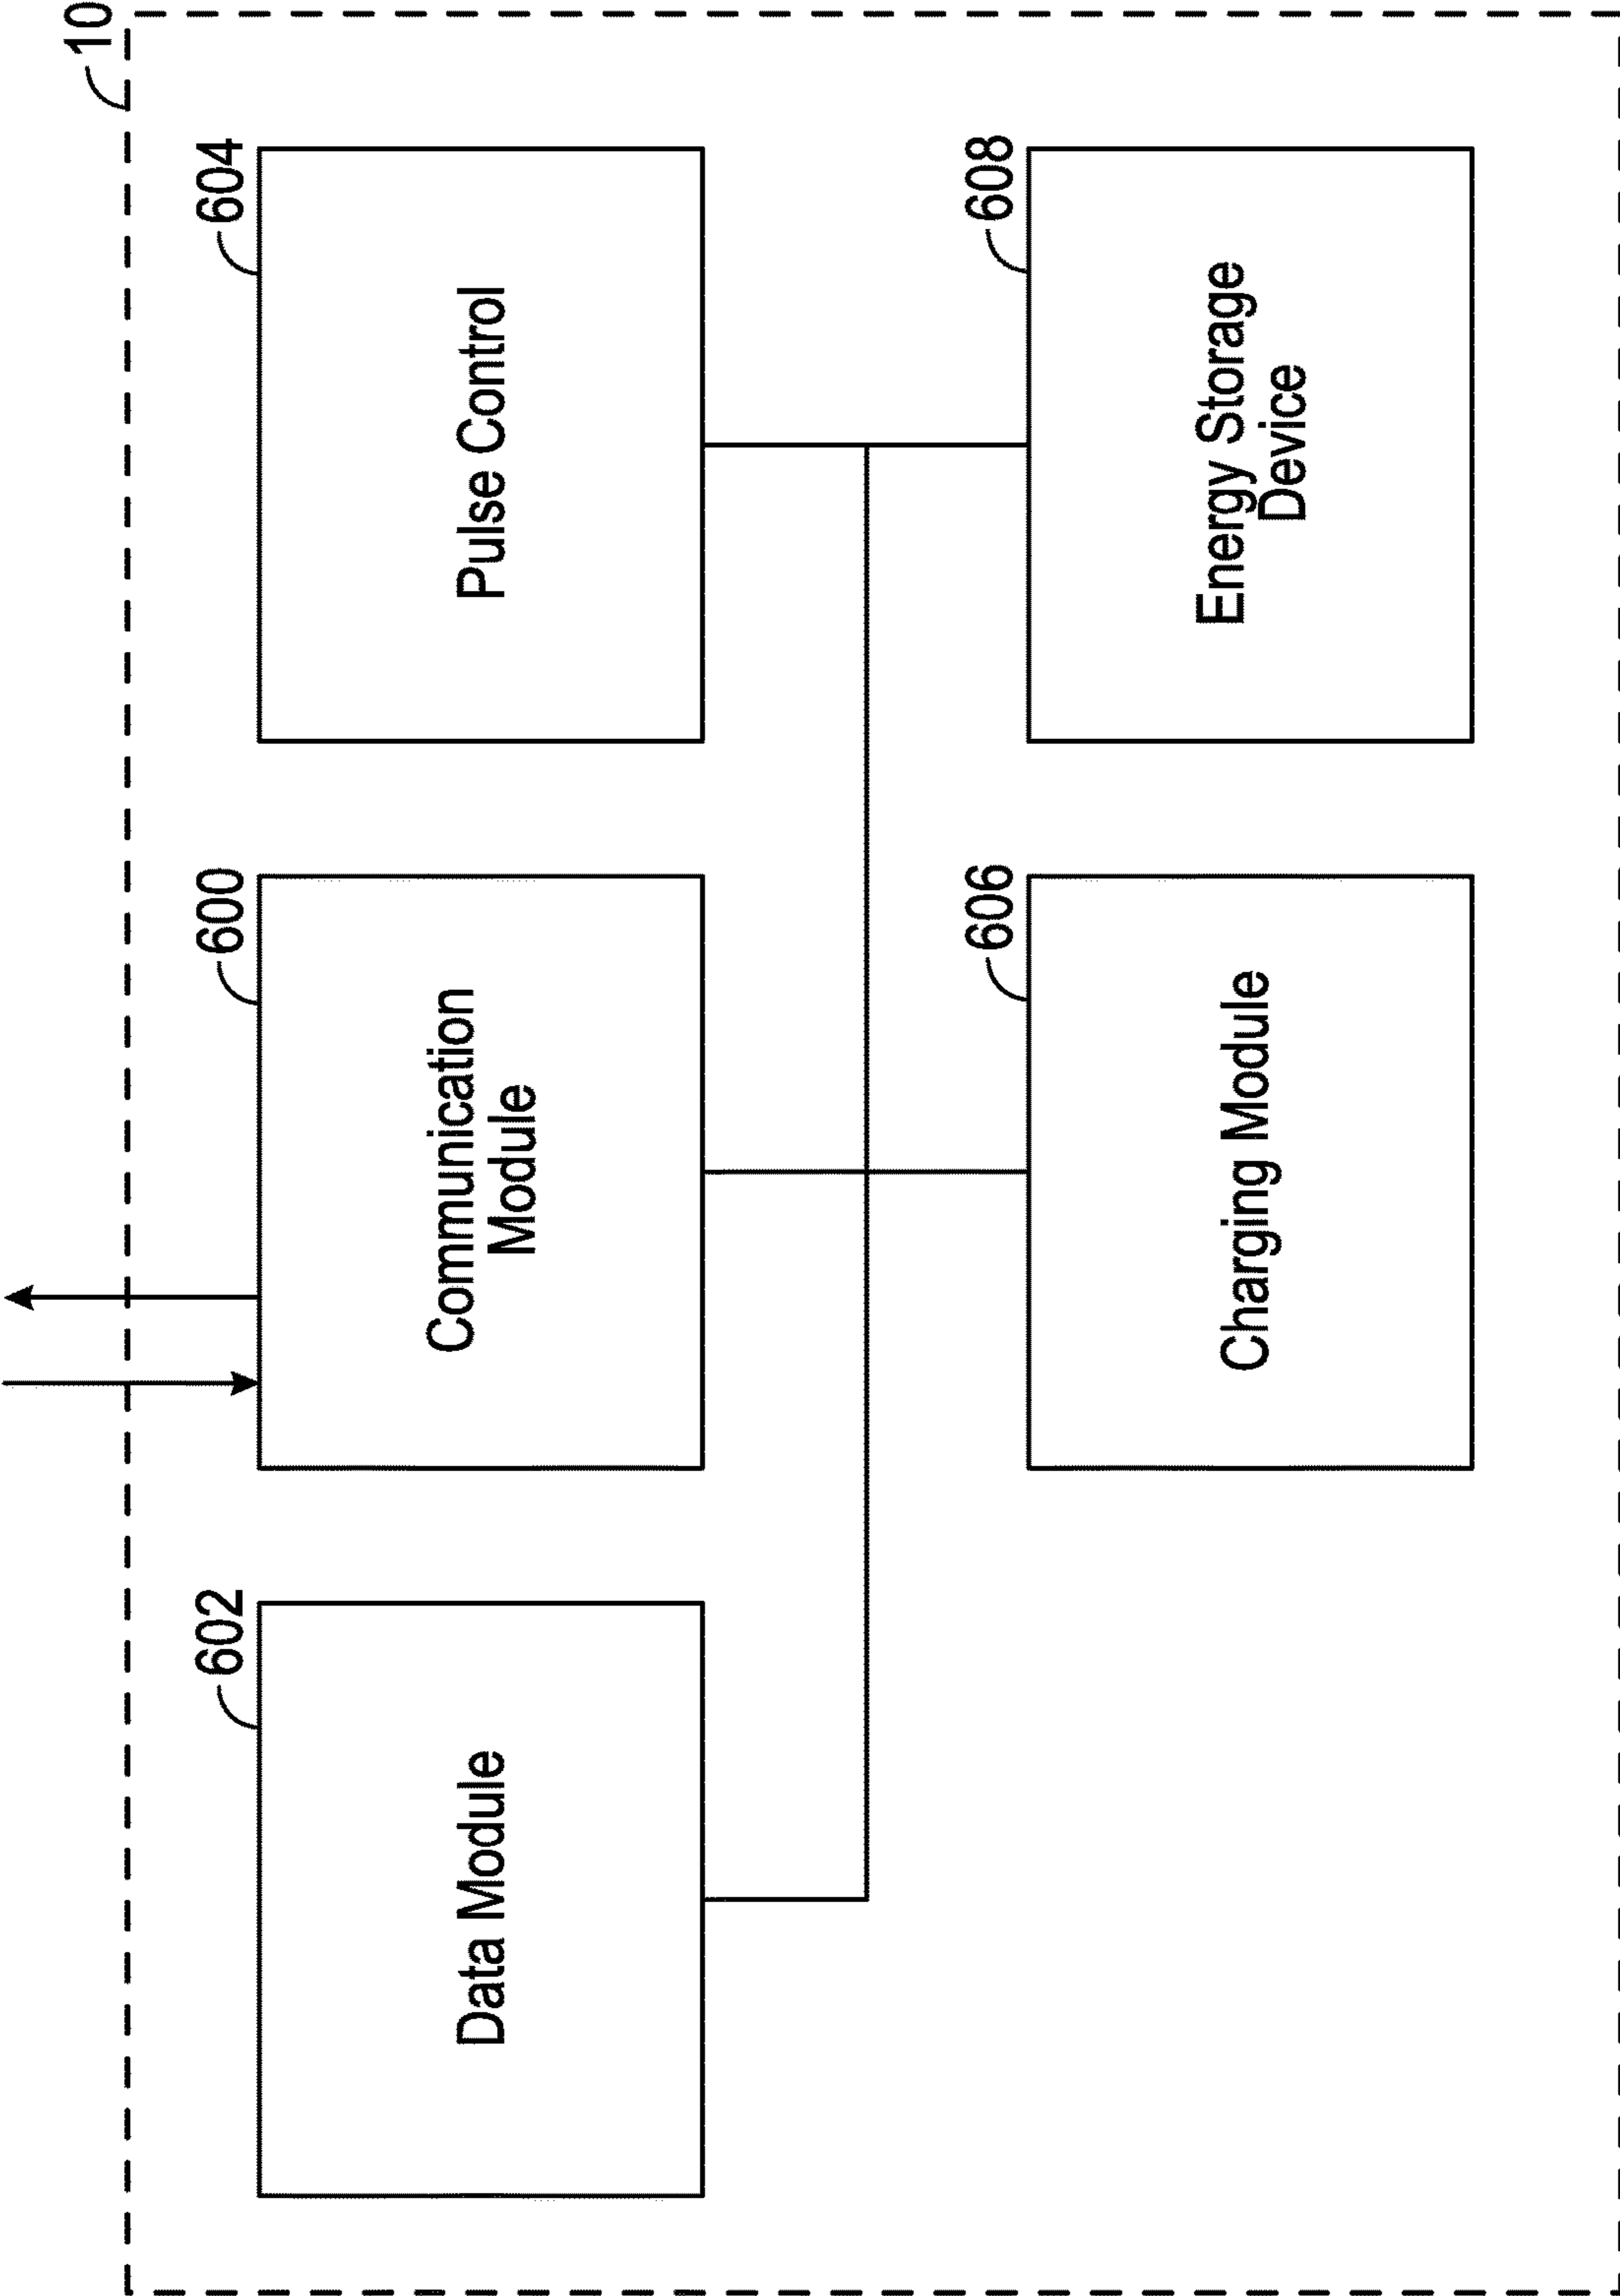 10
602
Data Module
600
Communication
Module
604
Pulse Control
606
Charging Module
608
Energy Storage
Device